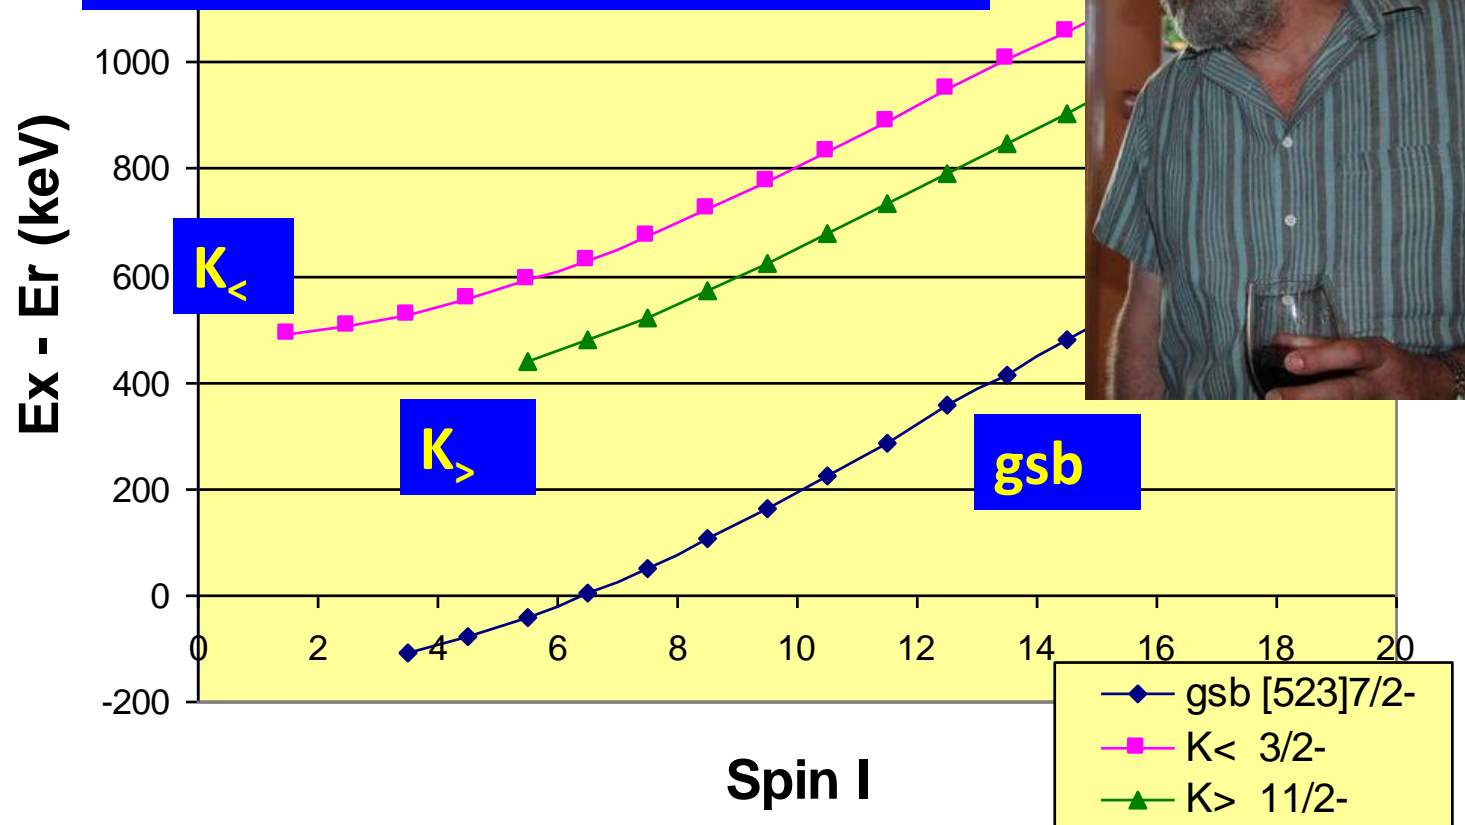 1000
800
600
400
200
0
-200
Ex - Er (keV)
K<
K>
gsb
0 2 4 6 8 10 12 14 16 18 20
Spin I
gsb [523]7/2-
K< 3/2-
K> 11/2-